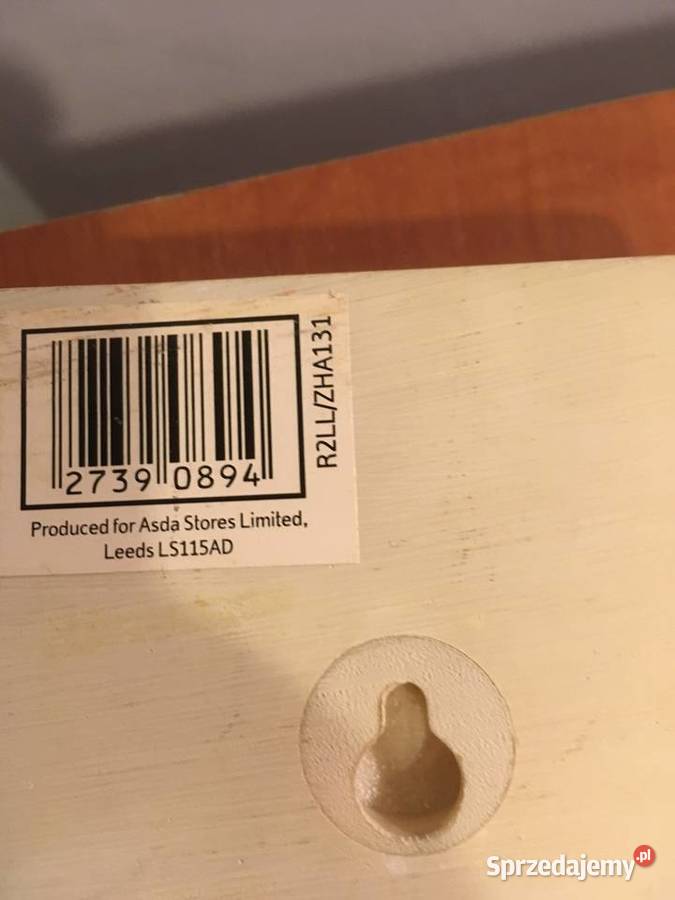 2739 0894
R2LL/ZHA131
Produced for Asda Stores Limited,
Leeds LS115AD
Sprzedajemy.pl